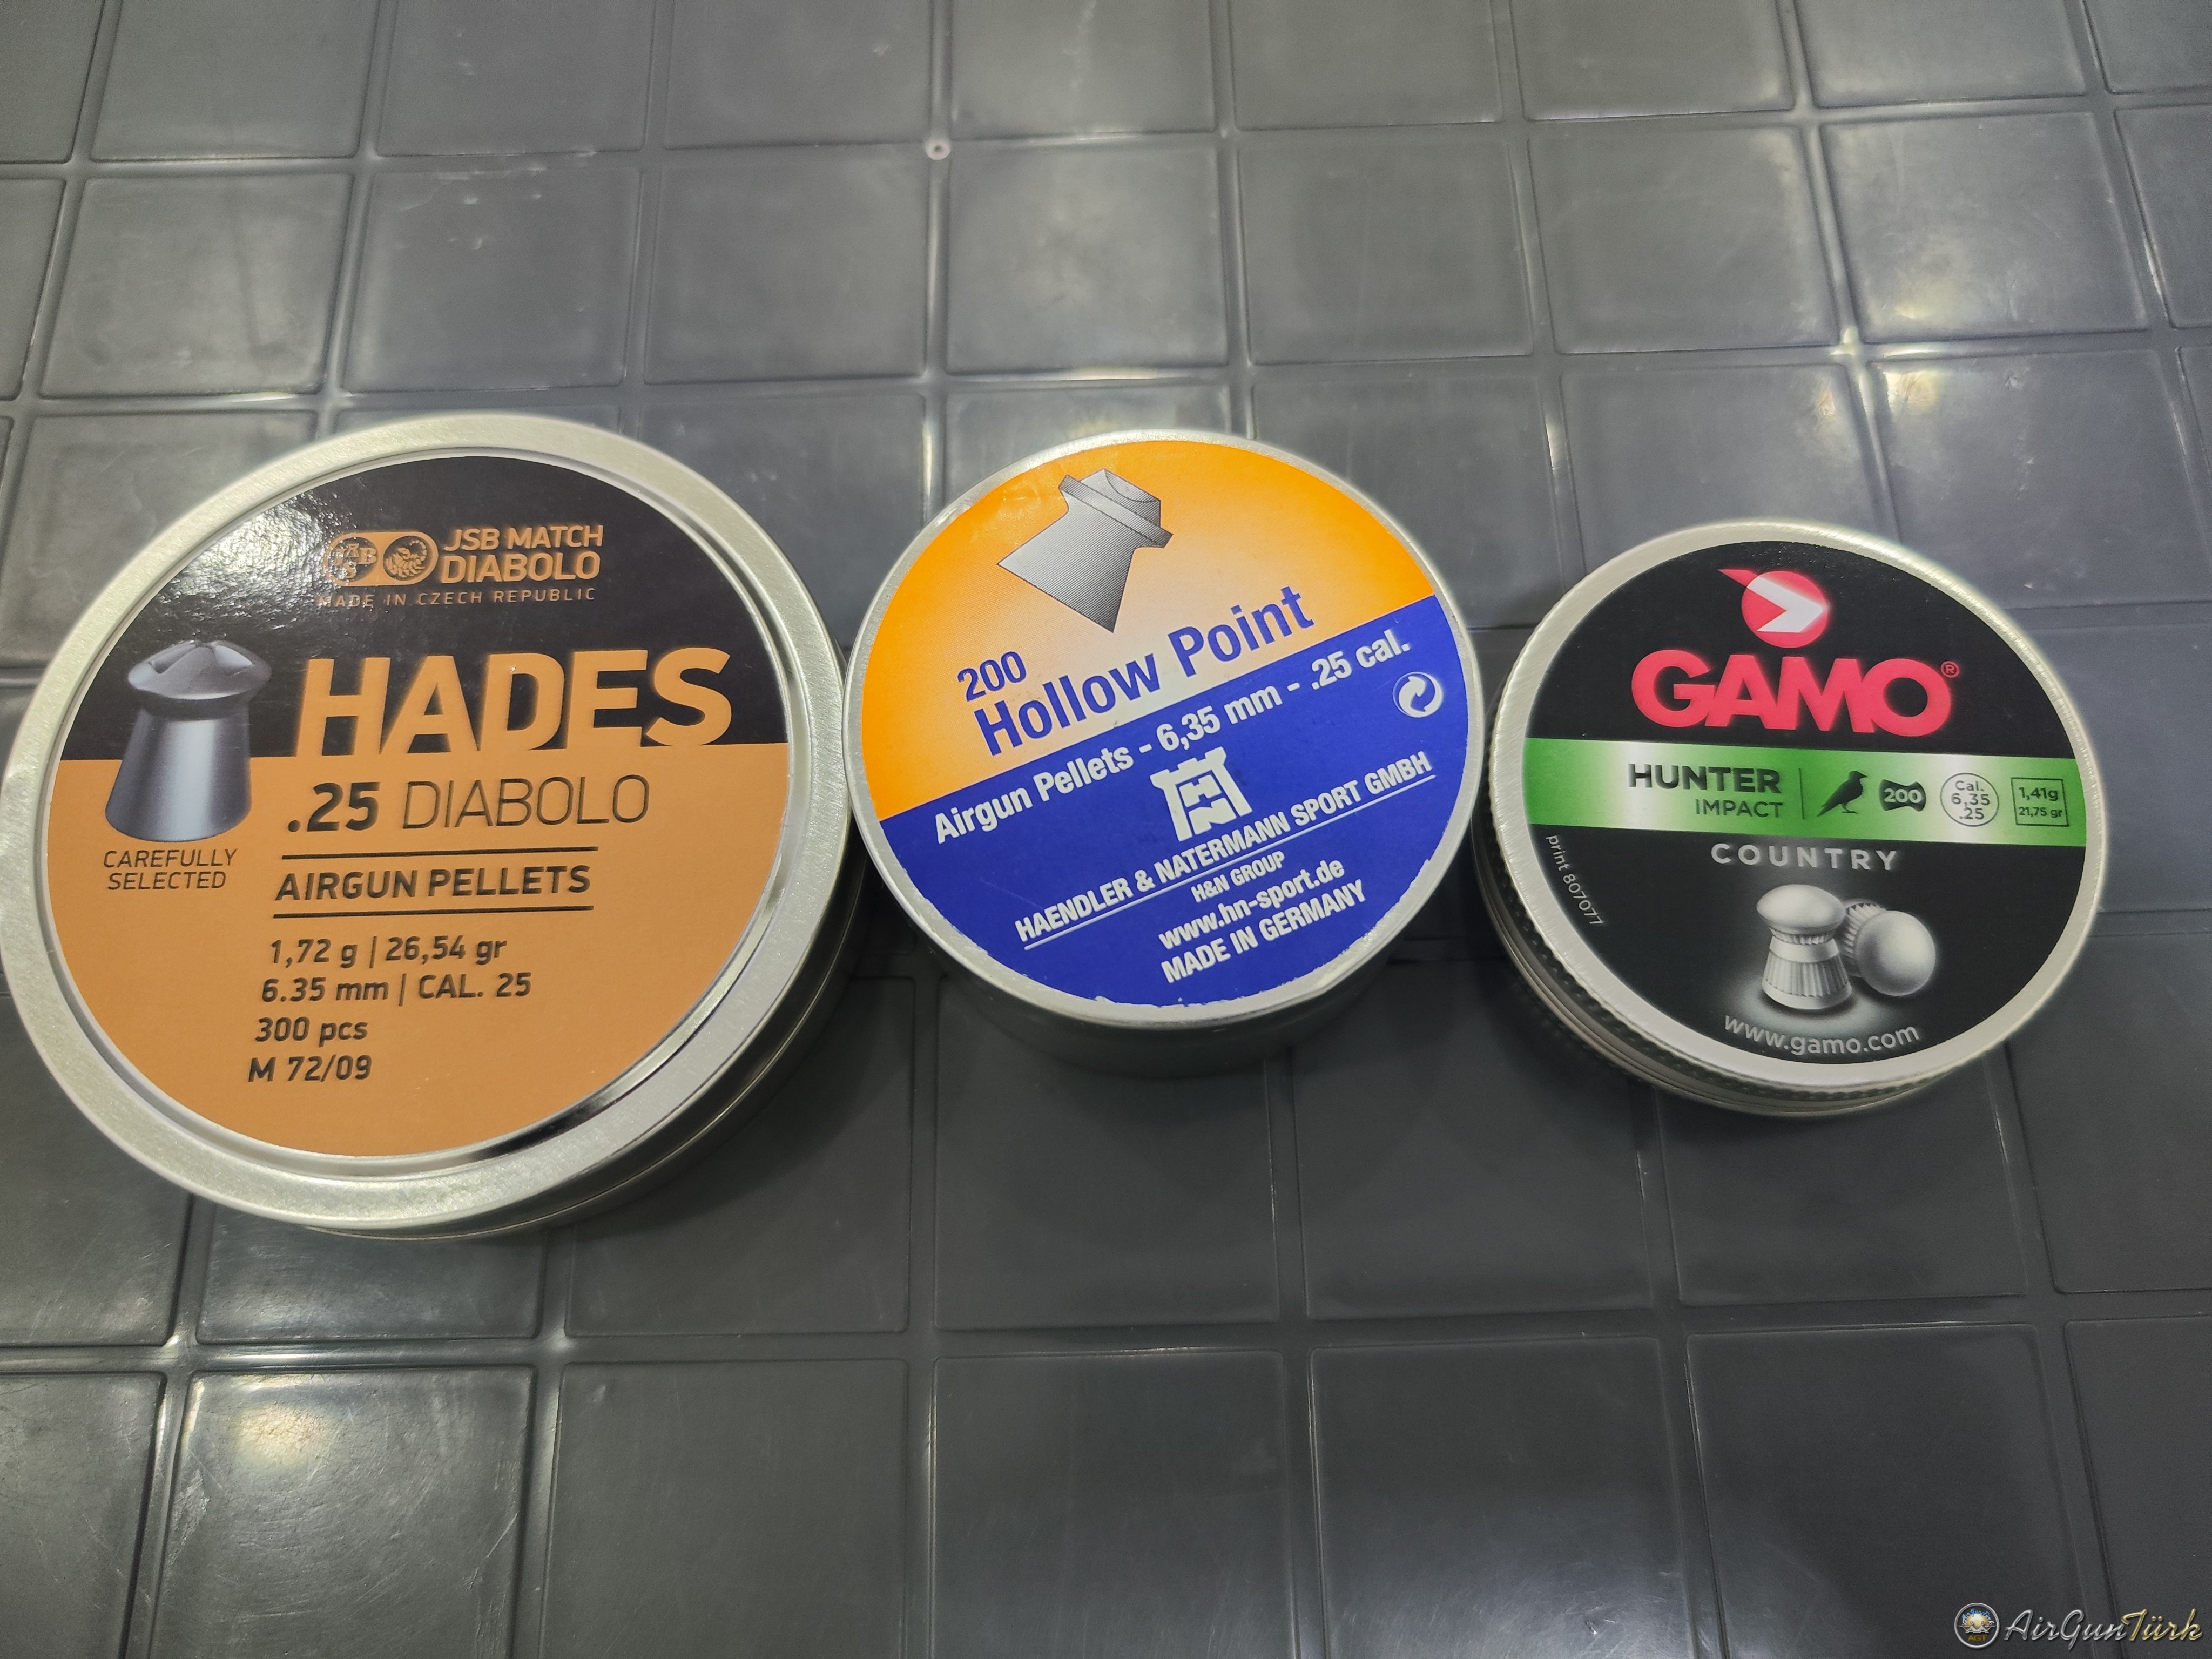 JSB MATCH
DIABOLO
MADE IN CZECH REPUBLIC
HADES
.25 DIABOLO
CAREFULLY
SELECTED
AIRGUN PELLETS
1,72 g | 26,54 gr
6.35 mm | CAL. 25
300 pcs
M 72/09
200
Hollow Point
Airgun Pellets - 6,35 mm - .25 cal.
HAENDLER & NATERMANN SPORT GMBH
H&N GROUP
www.hn-sport.de
MADE IN GERMANY
GAMO®
HUNTER
IMPACT
200
Cal.
6,35
.25
1,41g
21,75 gr
COUNTRY
print 807077
www.gamo.com
AirGunTürk